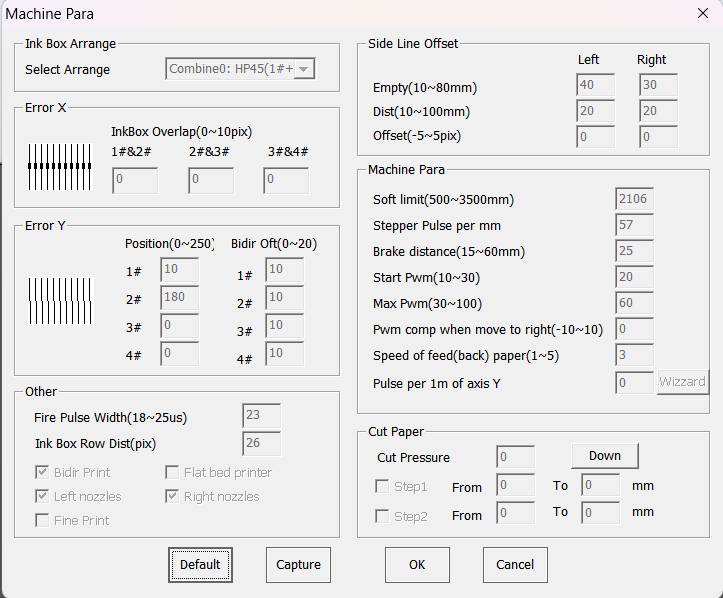 Machine Para
Ink Box Arrange
Select Arrange
Combine0: HP45(1#+
Error X
InkBox Overlap(0~10pix)
1#&2# 2#&3# 3#&4#
0 0 0
Error Y
Position(0~250) Bidir Oft(0~20)
1# 10 1# 10
2# 180 2# 10
3# 0 3# 10
4# 0 4# 10
Other
Fire Pulse Width(18~25us) 23
Ink Box Row Dist(pix) 26
Bidir Print Flat bed printer
Left nozzles Right nozzles
Fine Print
Side Line Offset
Left Right
Empty(10~80mm) 40 30
Dist(10~100mm) 20 20
Offset(-5~5pix) 0 0
Machine Para
Soft limit(500~3500mm) 2106
Stepper Pulse per mm 57
Brake distance(15~60mm) 25
Start Pwm(10~30) 20
Max Pwm(30~100) 60
Pwm comp when move to right(-10~10) 0
Speed of feed(back) paper(1~5) 3
Pulse per 1m of axis Y 0 Wizzard
Cut Paper
Cut Pressure 0 Down
Step1 From 0 To 0 mm
Step2 From 0 To 0 mm
Default Capture OK Cancel